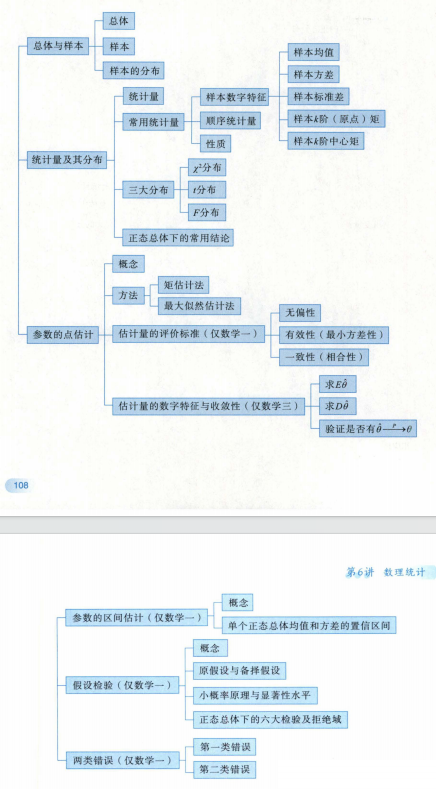 总体与样本
总体
样本
样本的分布
统计量及其分布
统计量
常用统计量
样本数字特征
样本均值
样本方差
样本标准差
样本k阶（原点）矩
样本k阶中心矩
顺序统计量
性质
三大分布
χ²分布
t分布
F分布
正态总体下的常用结论
参数的点估计
概念
方法
矩估计法
最大似然估计法
估计量的评价标准（仅数学一）
无偏性
有效性（最小方差性）
一致性（相合性）
估计量的数字特征与收敛性（仅数学三）
求Eθ̂
求Dθ̂
验证是否有θ̂ —P→ θ
108
第6讲 数理统计
参数的区间估计（仅数学一）
概念
单个正态总体均值和方差的置信区间
假设检验（仅数学一）
概念
原假设与备择假设
小概率原理与显著性水平
正态总体下的六大检验及拒绝域
两类错误（仅数学一）
第一类错误
第二类错误